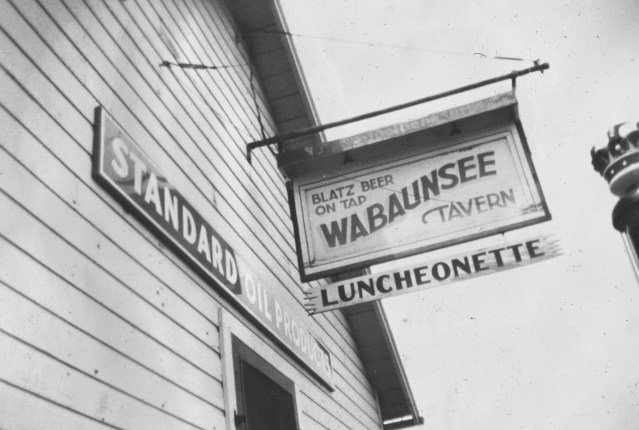 STANDARD OIL PRODUCTS
BLATZ BEER
ON TAP
WABAUNSEE
TAVERN
LUNCHEONETTE